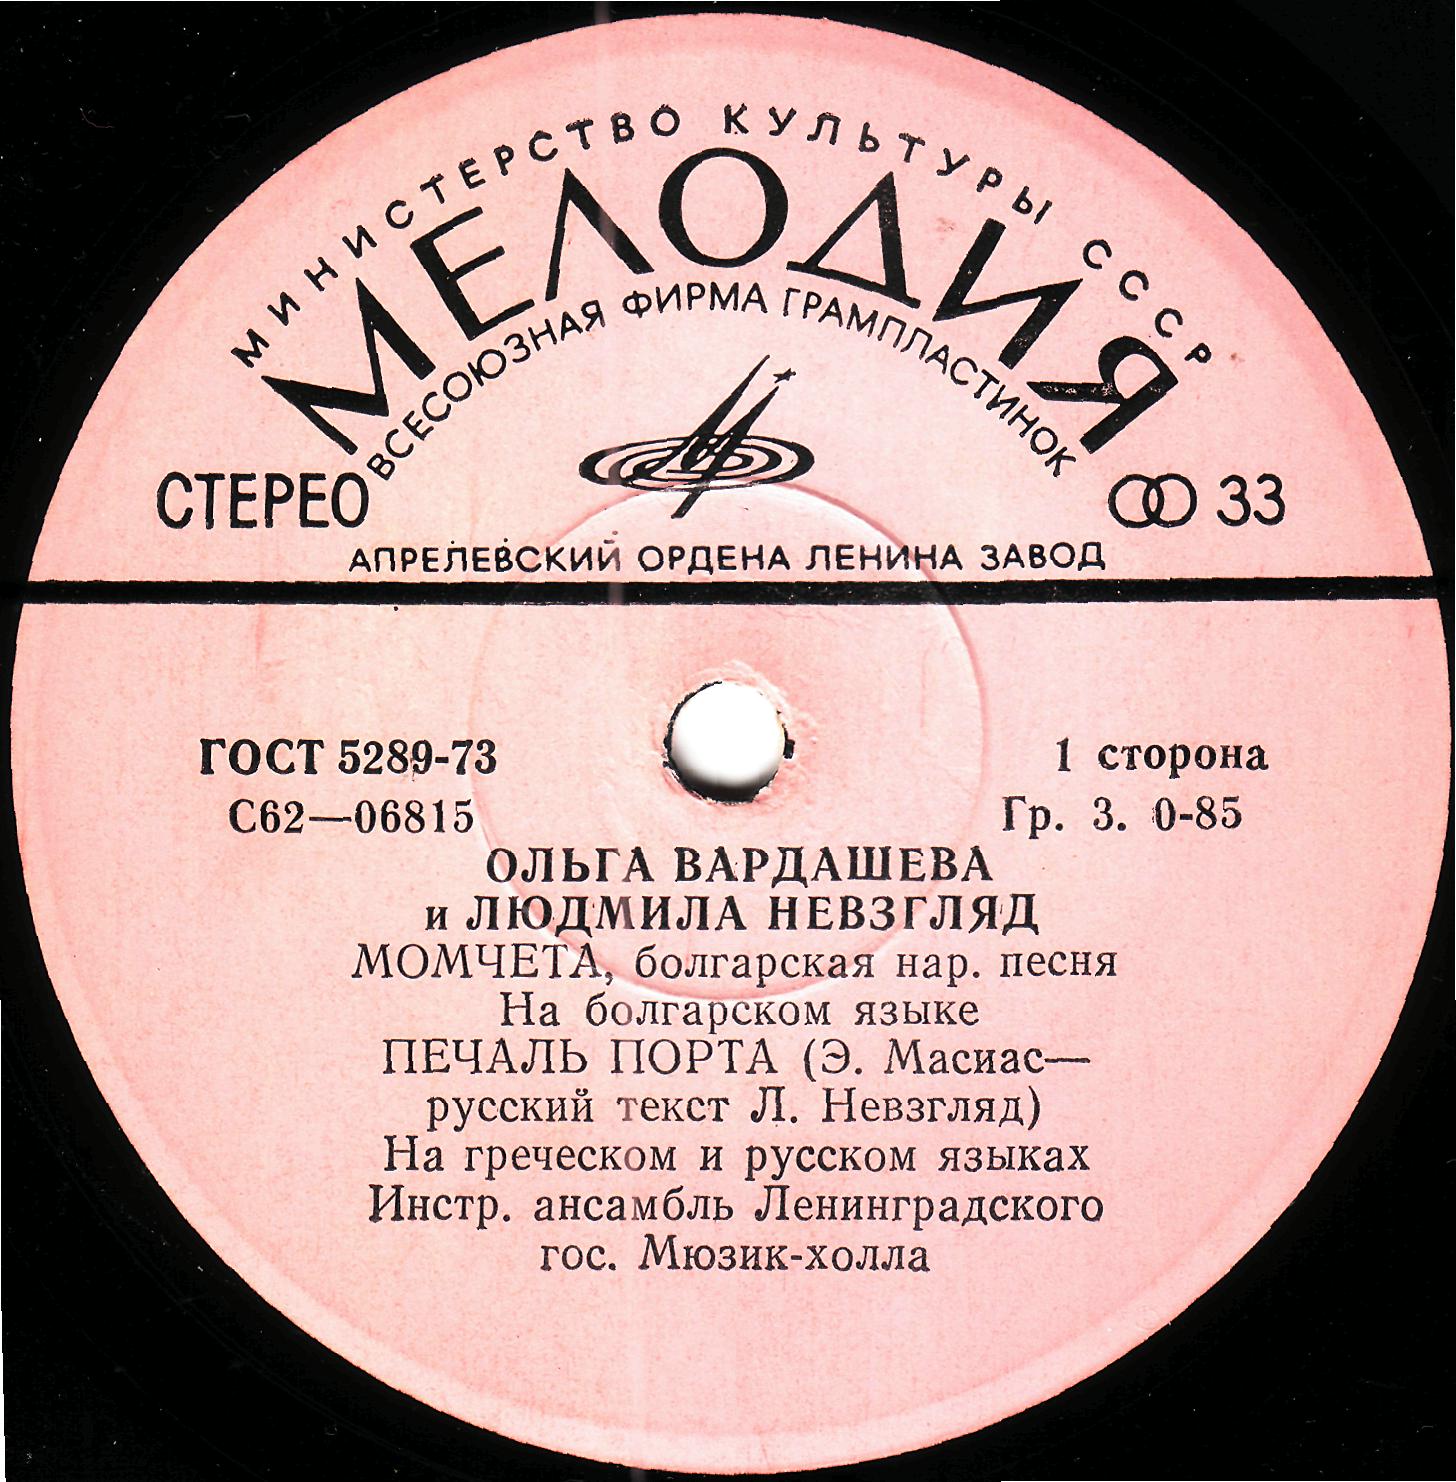 МИНИСТЕРСТВО КУЛЬТУРЫ СССР
МЕЛОДИЯ
ВСЕСОЮЗНАЯ ФИРМА ГРАМПЛАСТИНОК
СТЕРЕО
33
АПРЕЛЕВСКИЙ ОРДЕНА ЛЕНИНА ЗАВОД
ГОСТ 5289-73
1 сторона
С62—06815
Гр. 3. 0-85
ОЛЬГА ВАРДАШЕВА
и ЛЮДМИЛА НЕВЗГЛЯД
МОМЧЕТА, болгарская нар. песня
На болгарском языке
ПЕЧАЛЬ ПОРТА (Э. Масиас—
русский текст Л. Невзгляд)
На греческом и русском языках
Инстр. ансамбль Ленинградского
гос. Мюзик-холла